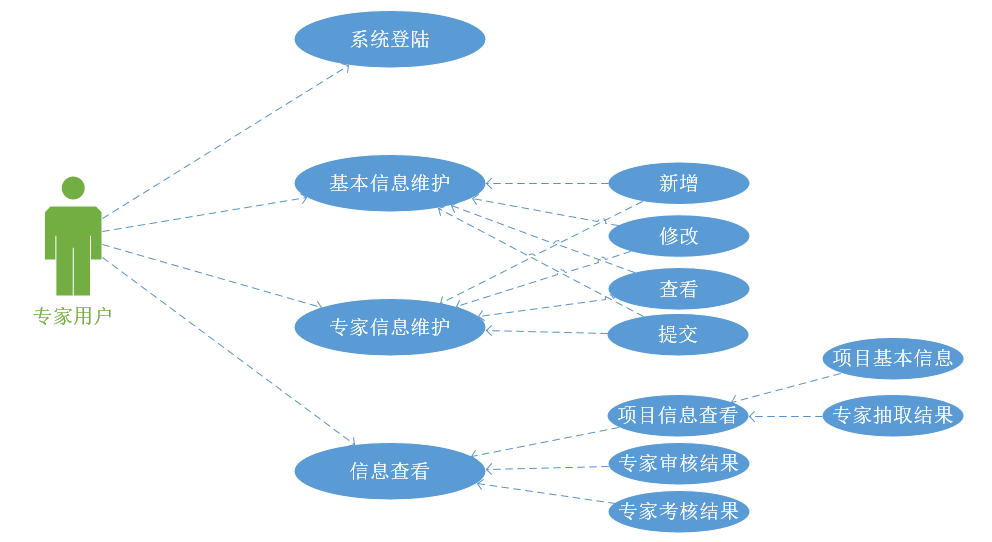 系统登陆
基本信息维护
新增
修改
查看
专家用户
专家信息维护
提交
项目基本信息
项目信息查看
专家抽取结果
信息查看
专家审核结果
专家考核结果